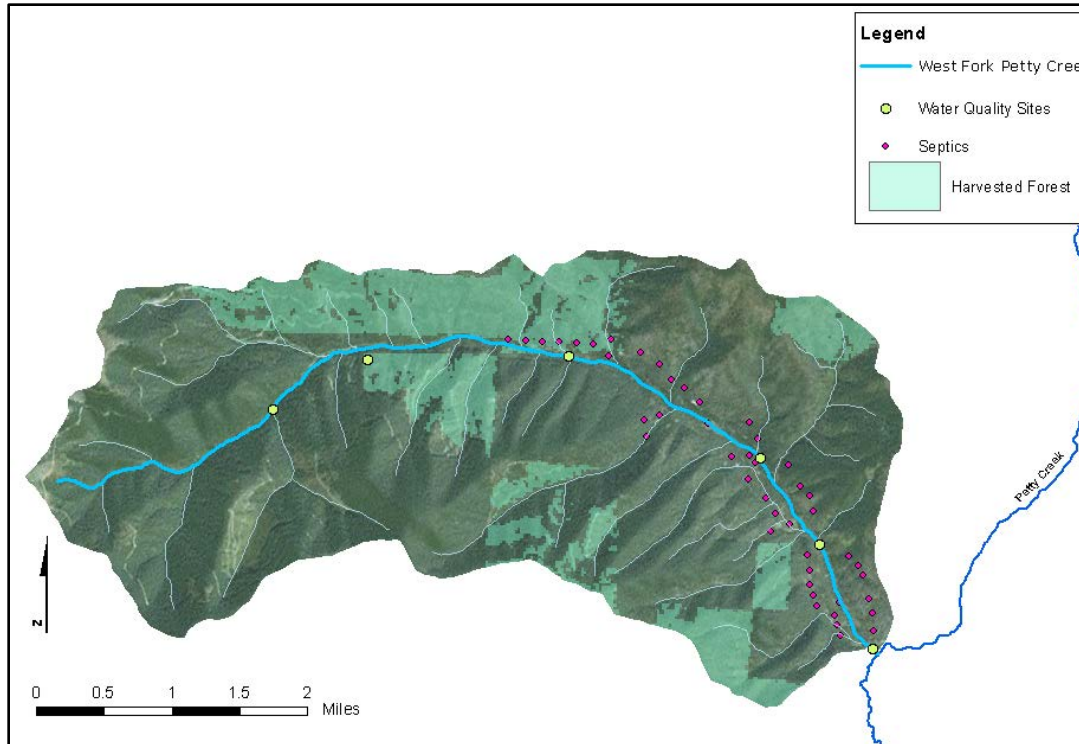 Legend
West Fork Petty Cree
Water Quality Sites
Septics
Harvested Forest
Petty Creek
N
0 0.5 1 1.5 2
Miles